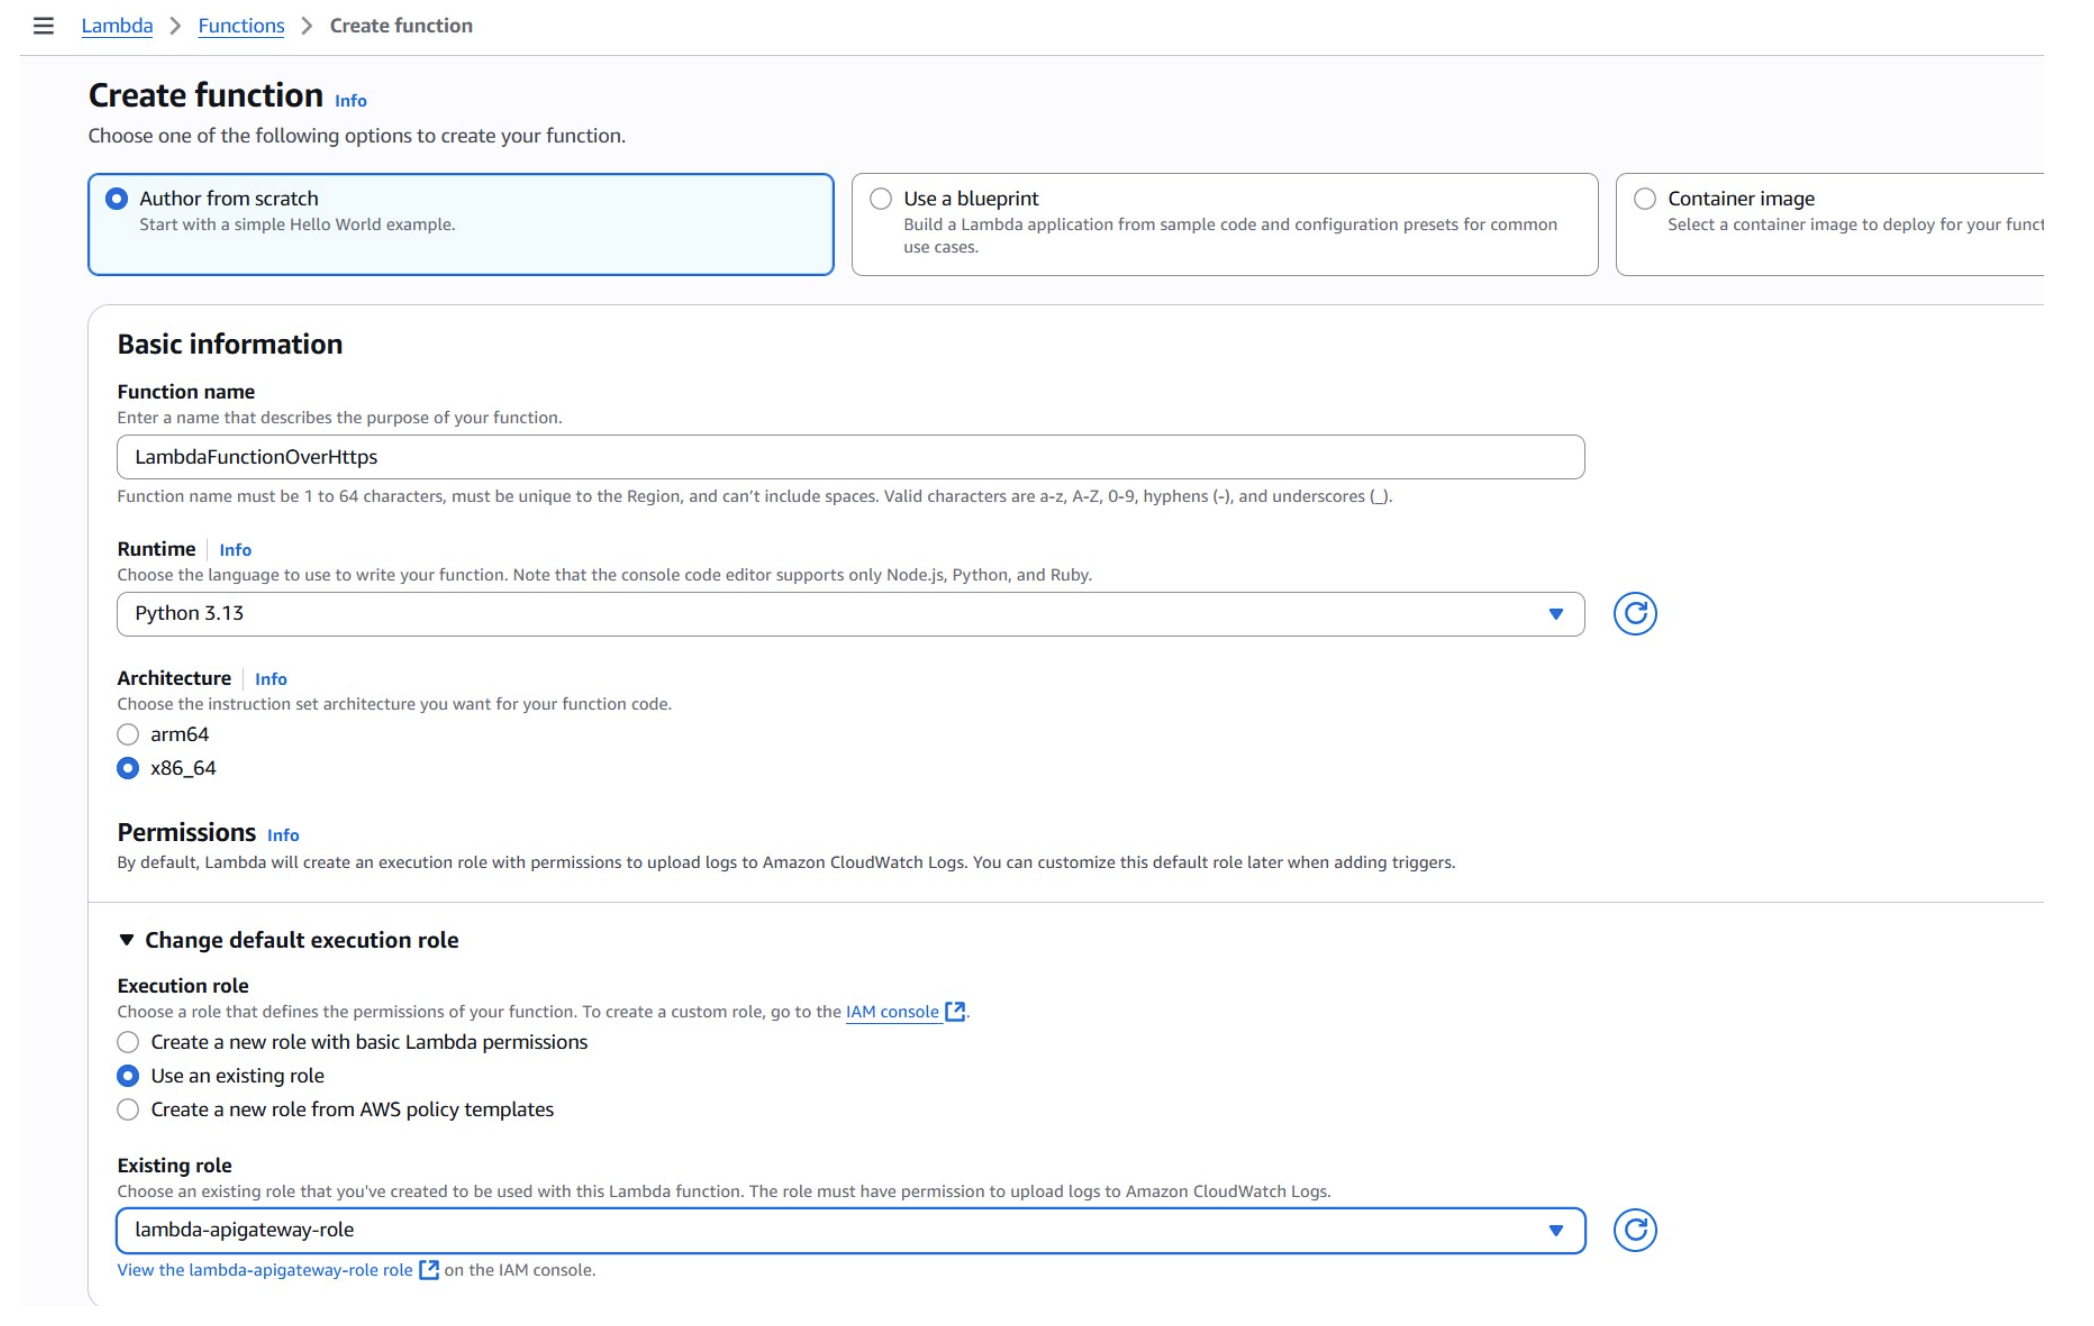 Lambda > Functions > Create function
Create function Info
Choose one of the following options to create your function.
Author from scratch
Start with a simple Hello World example.
Use a blueprint
Build a Lambda application from sample code and configuration presets for common
use cases.
Container image
Select a container image to deploy for your funct
Basic information
Function name
Enter a name that describes the purpose of your function.
LambdaFunctionOverHttps
Function name must be 1 to 64 characters, must be unique to the Region, and can't include spaces. Valid characters are a-z, A-Z, 0-9, hyphens (-), and underscores (_).
Runtime Info
Choose the language to use to write your function. Note that the console code editor supports only Node.js, Python, and Ruby.
Python 3.13
Architecture Info
Choose the instruction set architecture you want for your function code.
arm64
x86_64
Permissions Info
By default, Lambda will create an execution role with permissions to upload logs to Amazon CloudWatch Logs. You can customize this default role later when adding triggers.
Change default execution role
Execution role
Choose a role that defines the permissions of your function. To create a custom role, go to the IAM console.
Create a new role with basic Lambda permissions
Use an existing role
Create a new role from AWS policy templates
Existing role
Choose an existing role that you've created to be used with this Lambda function. The role must have permission to upload logs to Amazon CloudWatch Logs.
lambda-apigateway-role
View the lambda-apigateway-role role on the IAM console.